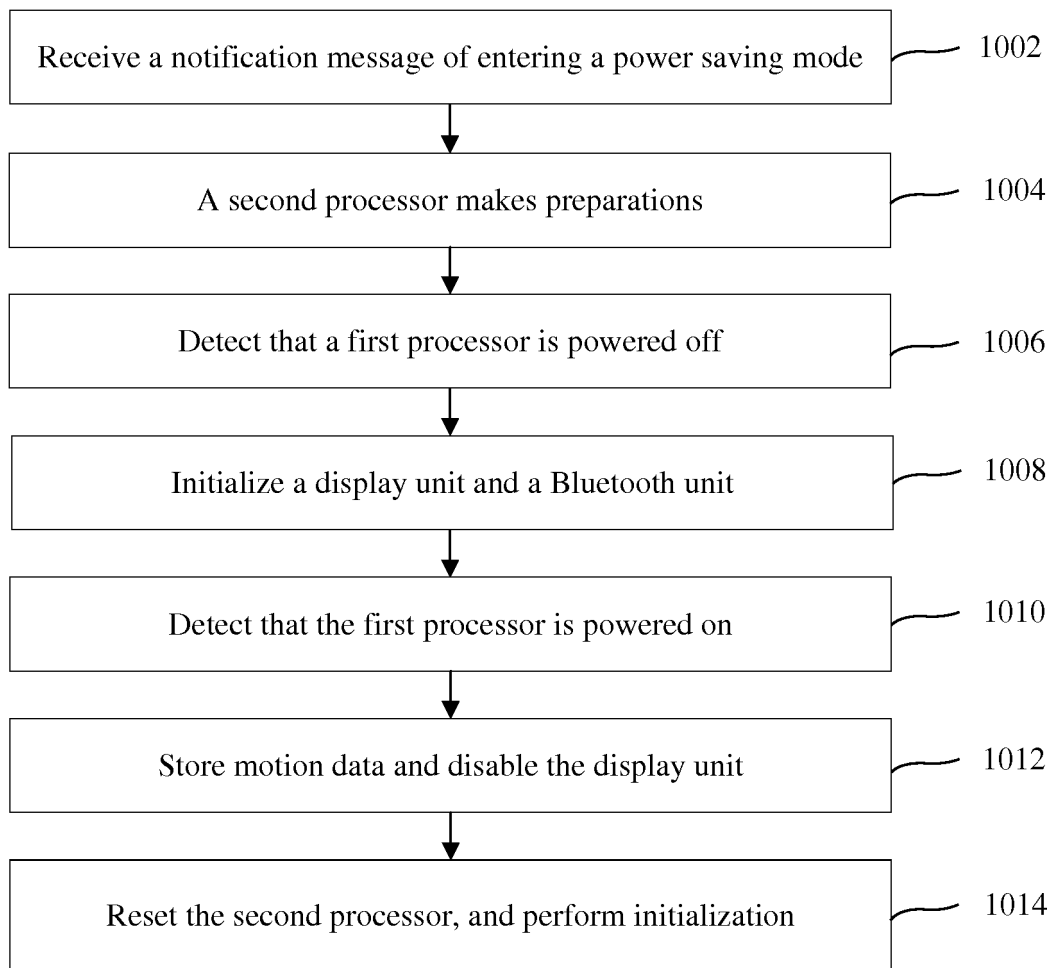 Receive a notification message of entering a power saving mode
1002
A second processor makes preparations
1004
Detect that a first processor is powered off
1006
Initialize a display unit and a Bluetooth unit
1008
Detect that the first processor is powered on
1010
Store motion data and disable the display unit
1012
Reset the second processor, and perform initialization
1014